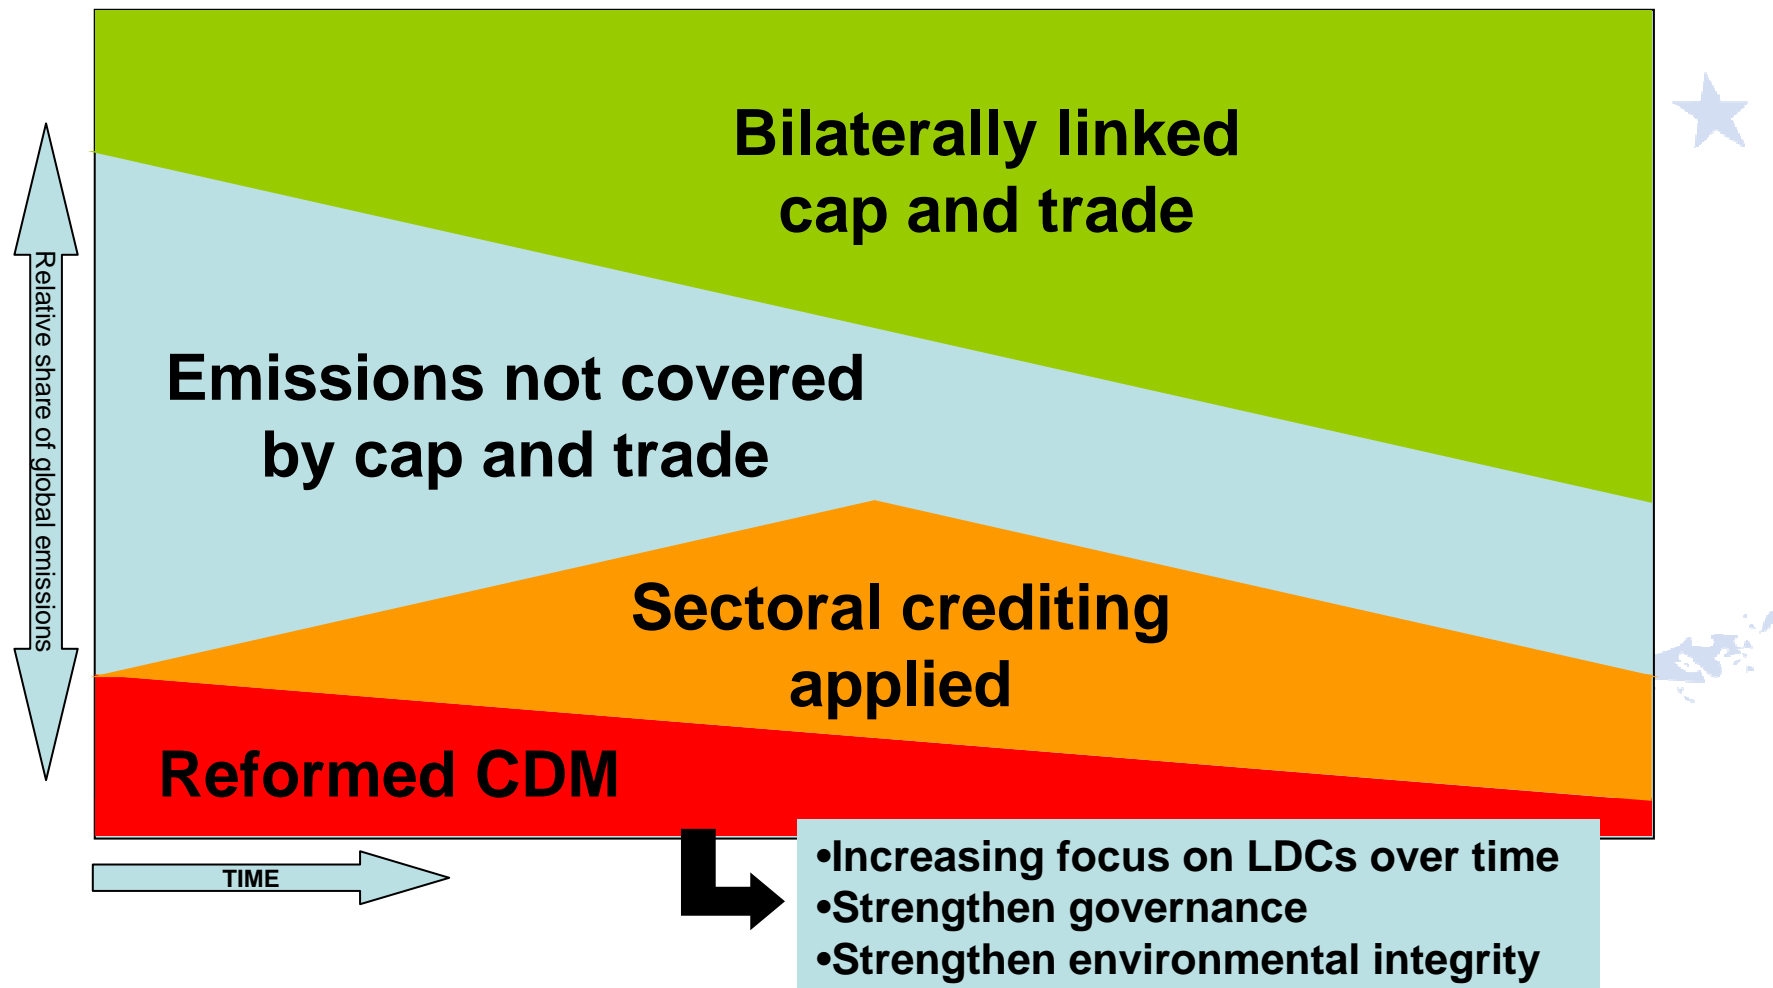 Bilaterally linked
cap and trade
Relative share of global emissions
Emissions not covered
by cap and trade
Sectoral crediting
applied
Reformed CDM
TIME
•Increasing focus on LDCs over time
•Strengthen governance
•Strengthen environmental integrity